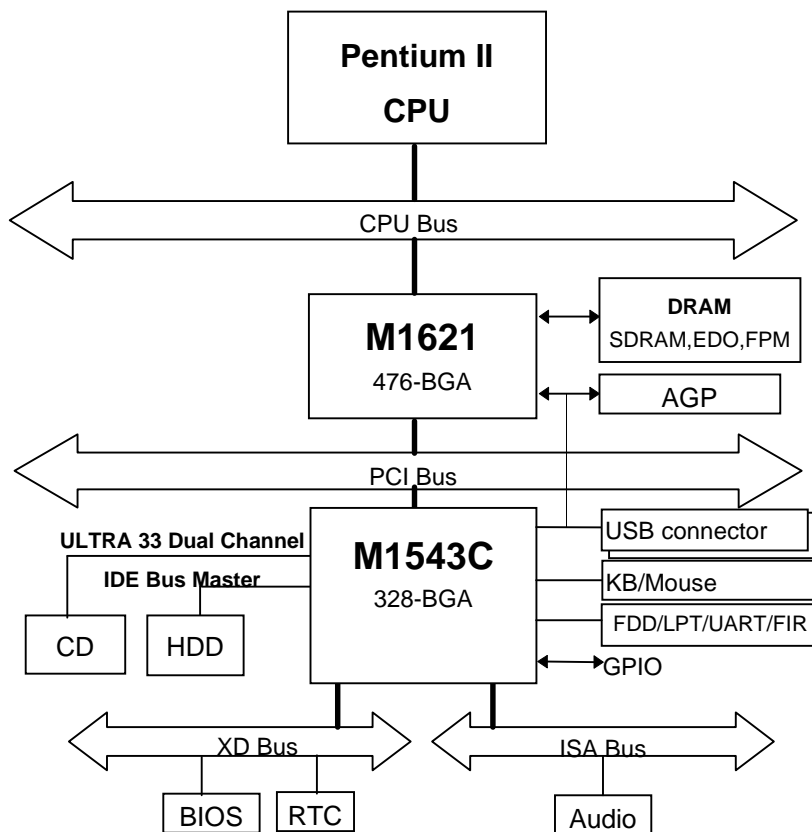 Pentium II
CPU
CPU Bus
M1621
476-BGA
DRAM
SDRAM,EDO,FPM
AGP
PCI Bus
ULTRA 33 Dual Channel
IDE Bus Master
M1543C
328-BGA
USB connector
KB/Mouse
FDD/LPT/UART/FIR
GPIO
CD
HDD
XD Bus
ISA Bus
BIOS
RTC
Audio